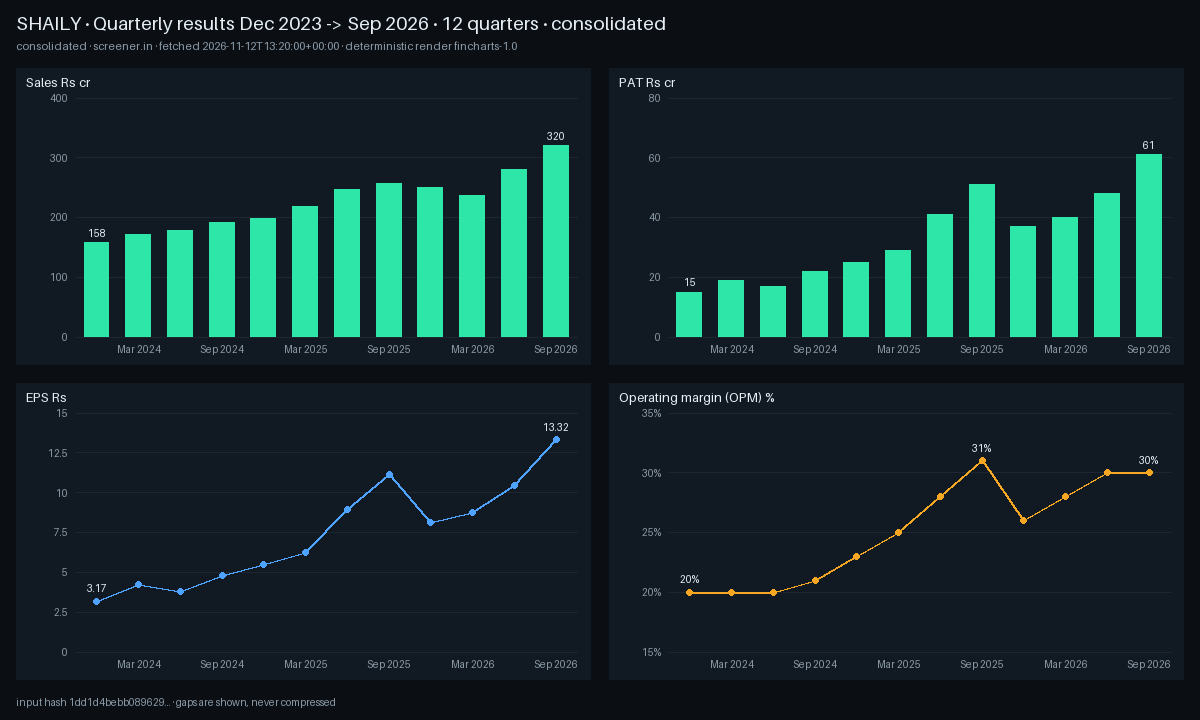 SHAILY · Quarterly results Dec 2023 -> Sep 2026 · 12 quarters · consolidated
consolidated · screener.in · fetched 2026-11-12T13:20:00+00:00 · deterministic render fincharts-1.0
Sales Rs cr
400
300
200
100
0
158
320
Mar 2024 Sep 2024 Mar 2025 Sep 2025 Mar 2026 Sep 2026
PAT Rs cr
80
60
40
20
0
15
61
Mar 2024 Sep 2024 Mar 2025 Sep 2025 Mar 2026 Sep 2026
EPS Rs
15
12.5
10
7.5
5
2.5
0
3.17
13.32
Mar 2024 Sep 2024 Mar 2025 Sep 2025 Mar 2026 Sep 2026
Operating margin (OPM) %
35%
30%
25%
20%
15%
20%
31%
30%
Mar 2024 Sep 2024 Mar 2025 Sep 2025 Mar 2026 Sep 2026
input hash 1dd1d4bebb089629… · gaps are shown, never compressed